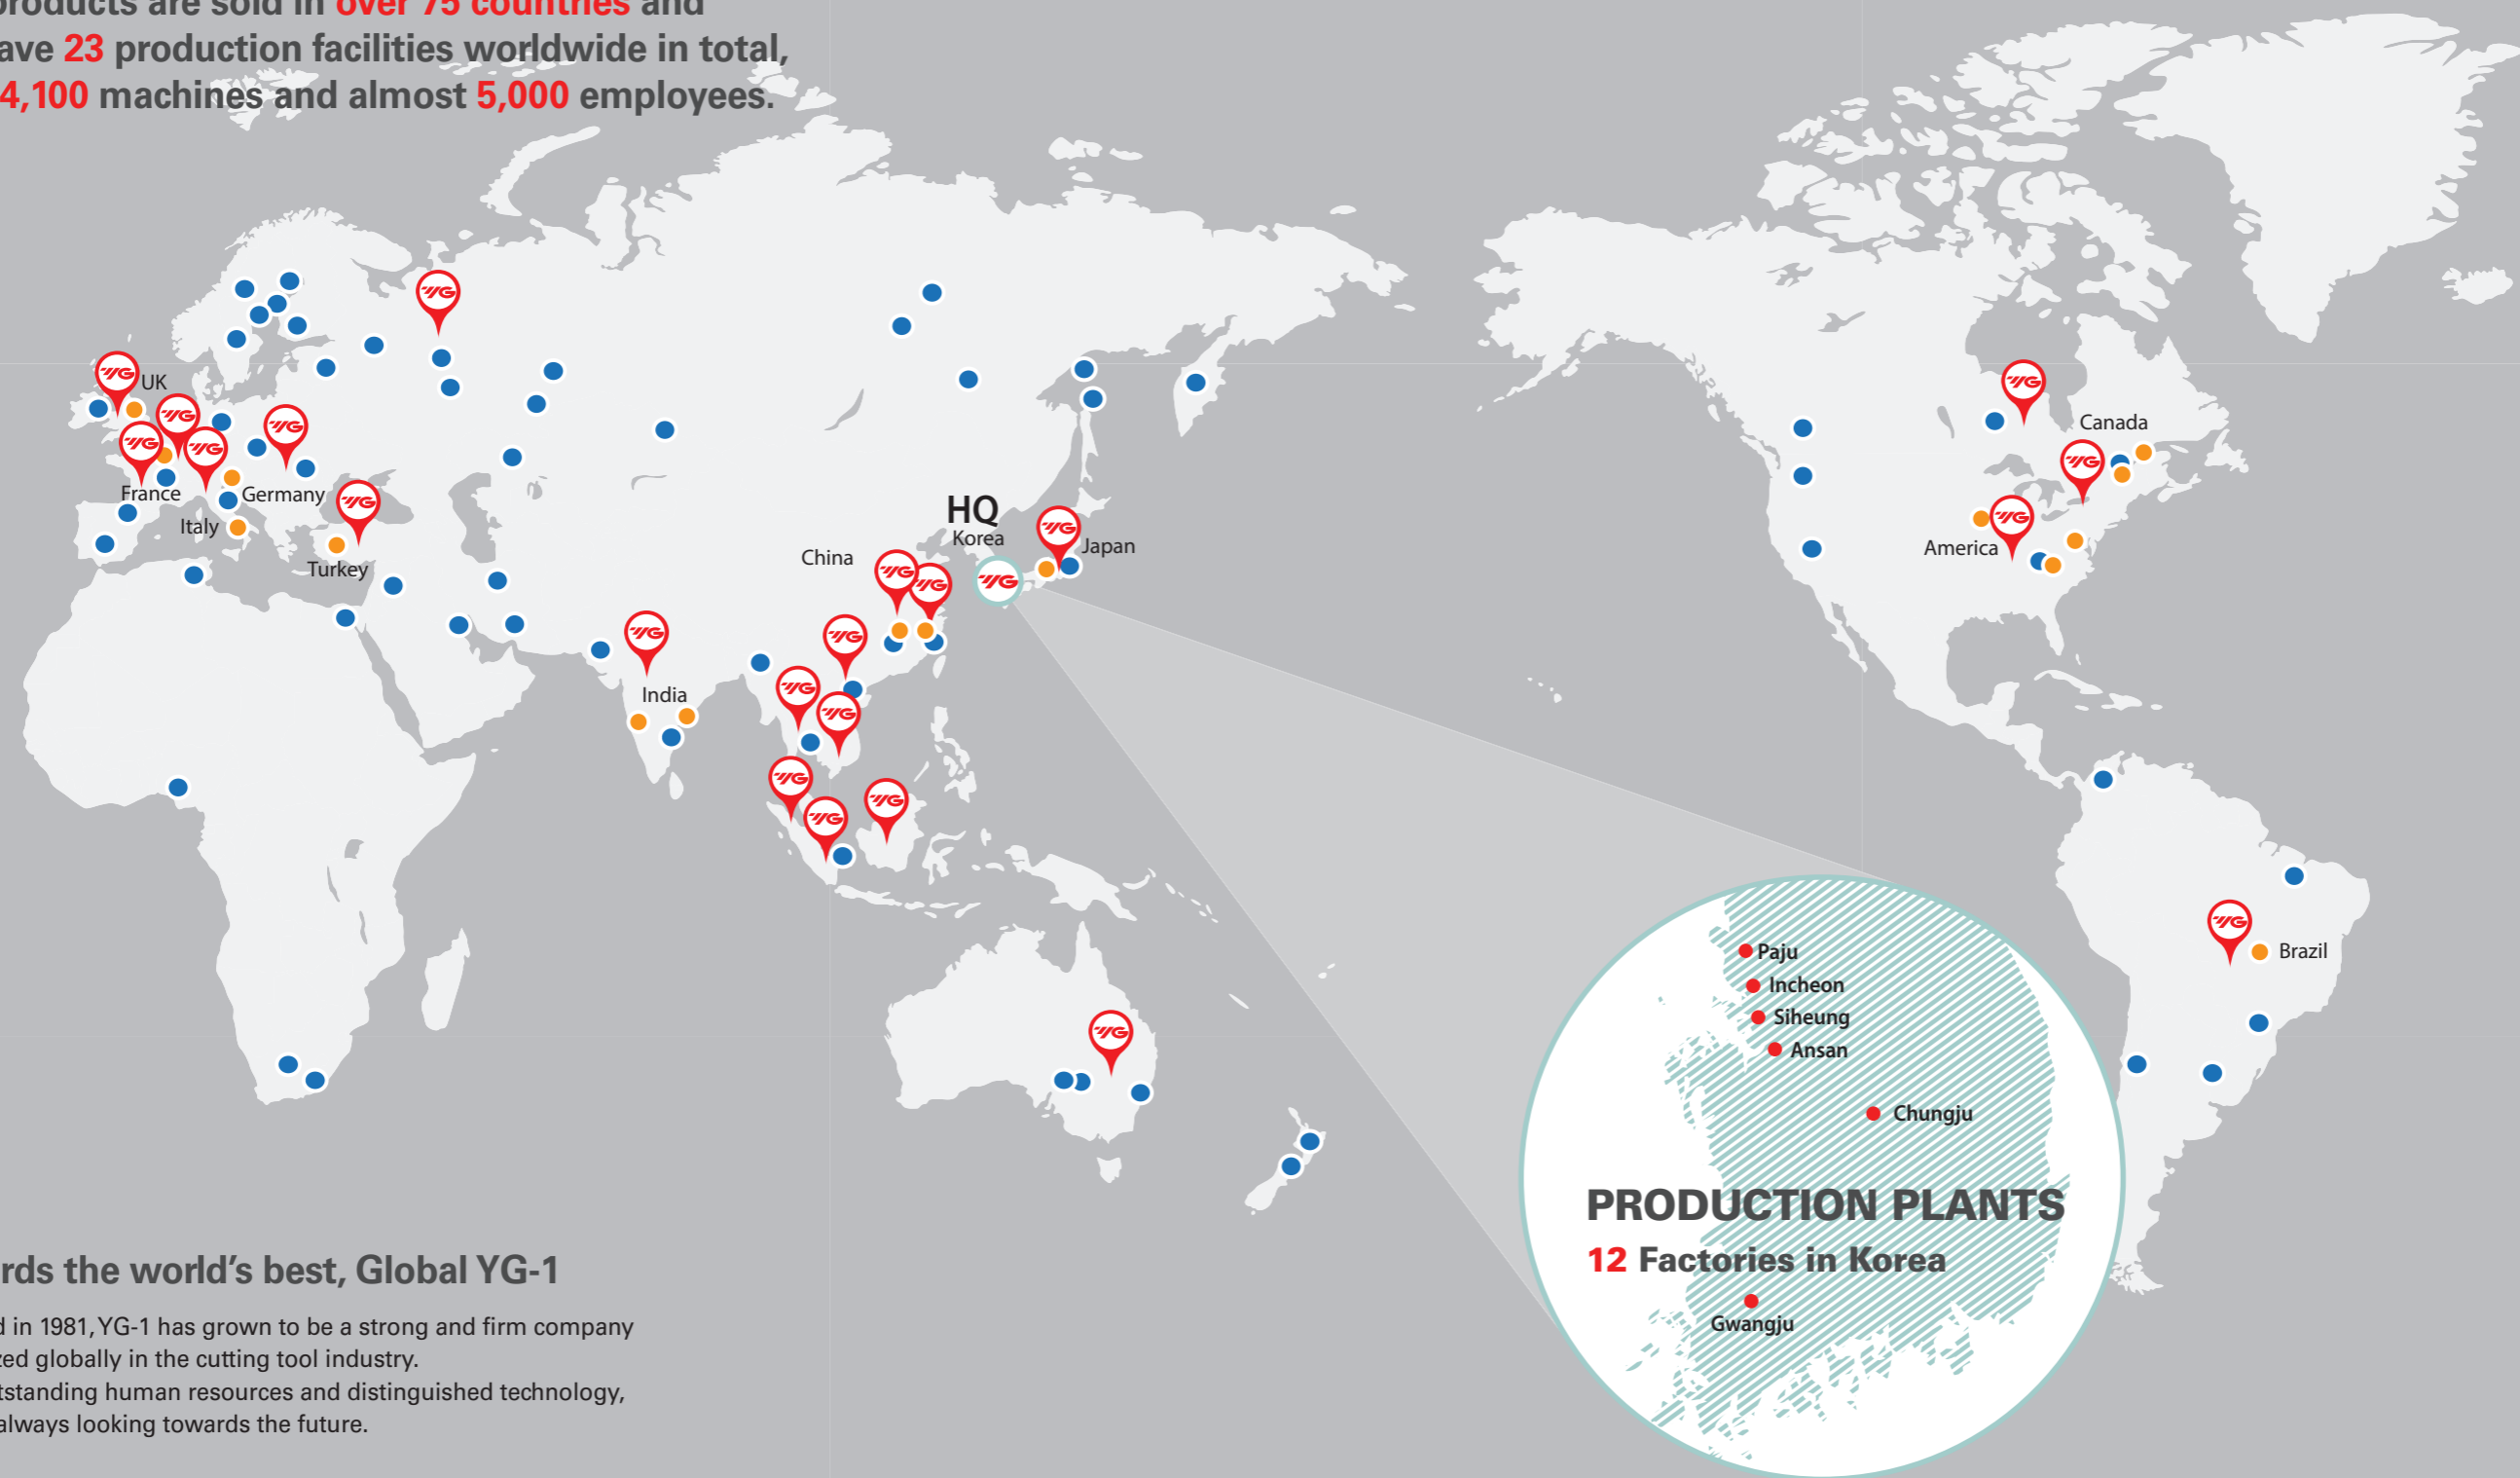 products are sold in over 75 countries and
ave 23 production facilities worldwide in total,
4,100 machines and almost 5,000 employees.
UK
France
Germany
Italy
Turkey
India
China
HQ
Korea
Japan
Canada
America
Brazil
YG
Paju
Incheon
Siheung
Ansan
Chungju
PRODUCTION PLANTS
12 Factories in Korea
Gwangju
rds the world's best, Global YG-1
d in 1981, YG-1 has grown to be a strong and firm company
zed globally in the cutting tool industry.
tstanding human resources and distinguished technology,
always looking towards the future.